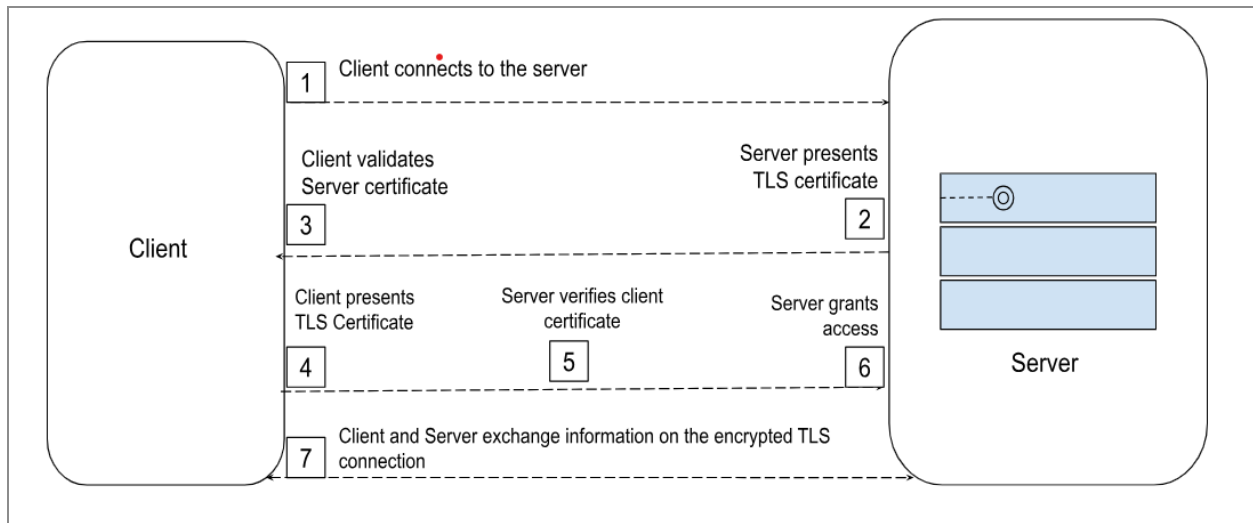 Client connects to the server
1
Client validates
Server certificate
3
Server presents
TLS certificate
2
Client
Client presents
TLS Certificate
4
Server verifies client
certificate
5
Server grants
access
6
Server
Client and Server exchange information on the encrypted TLS
connection
7